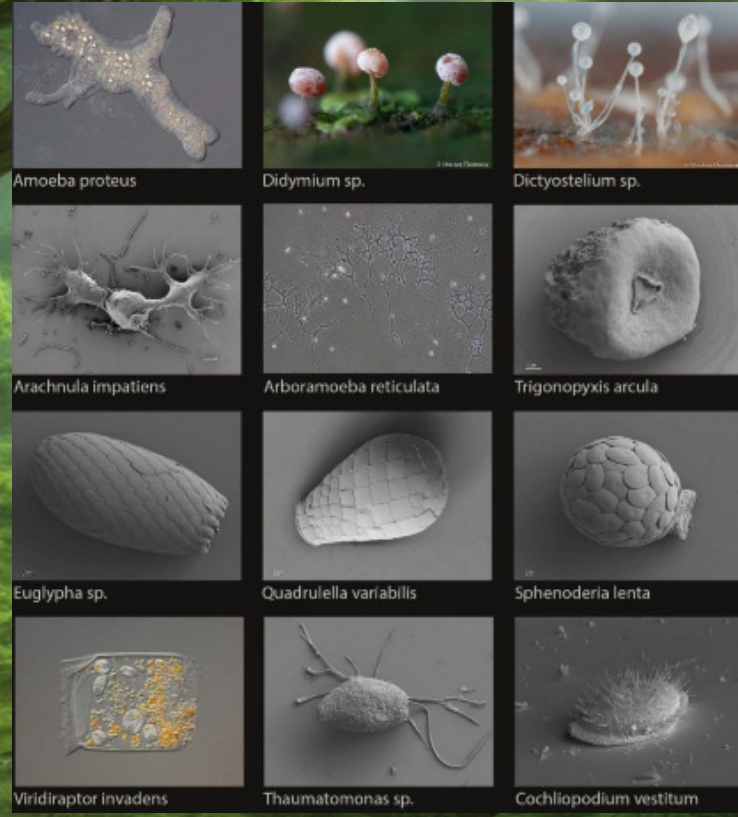 Amoeba proteus
Didymium sp.
Dictyostelium sp.
Arachnula impatiens
Arboramoeba reticulata
Trigonopyxis arcula
Euglypha sp.
Quadrulella variabilis
Sphenoderia lenta
Viridiraptor invadens
Thaumatomonas sp.
Cochliopodium vestitum